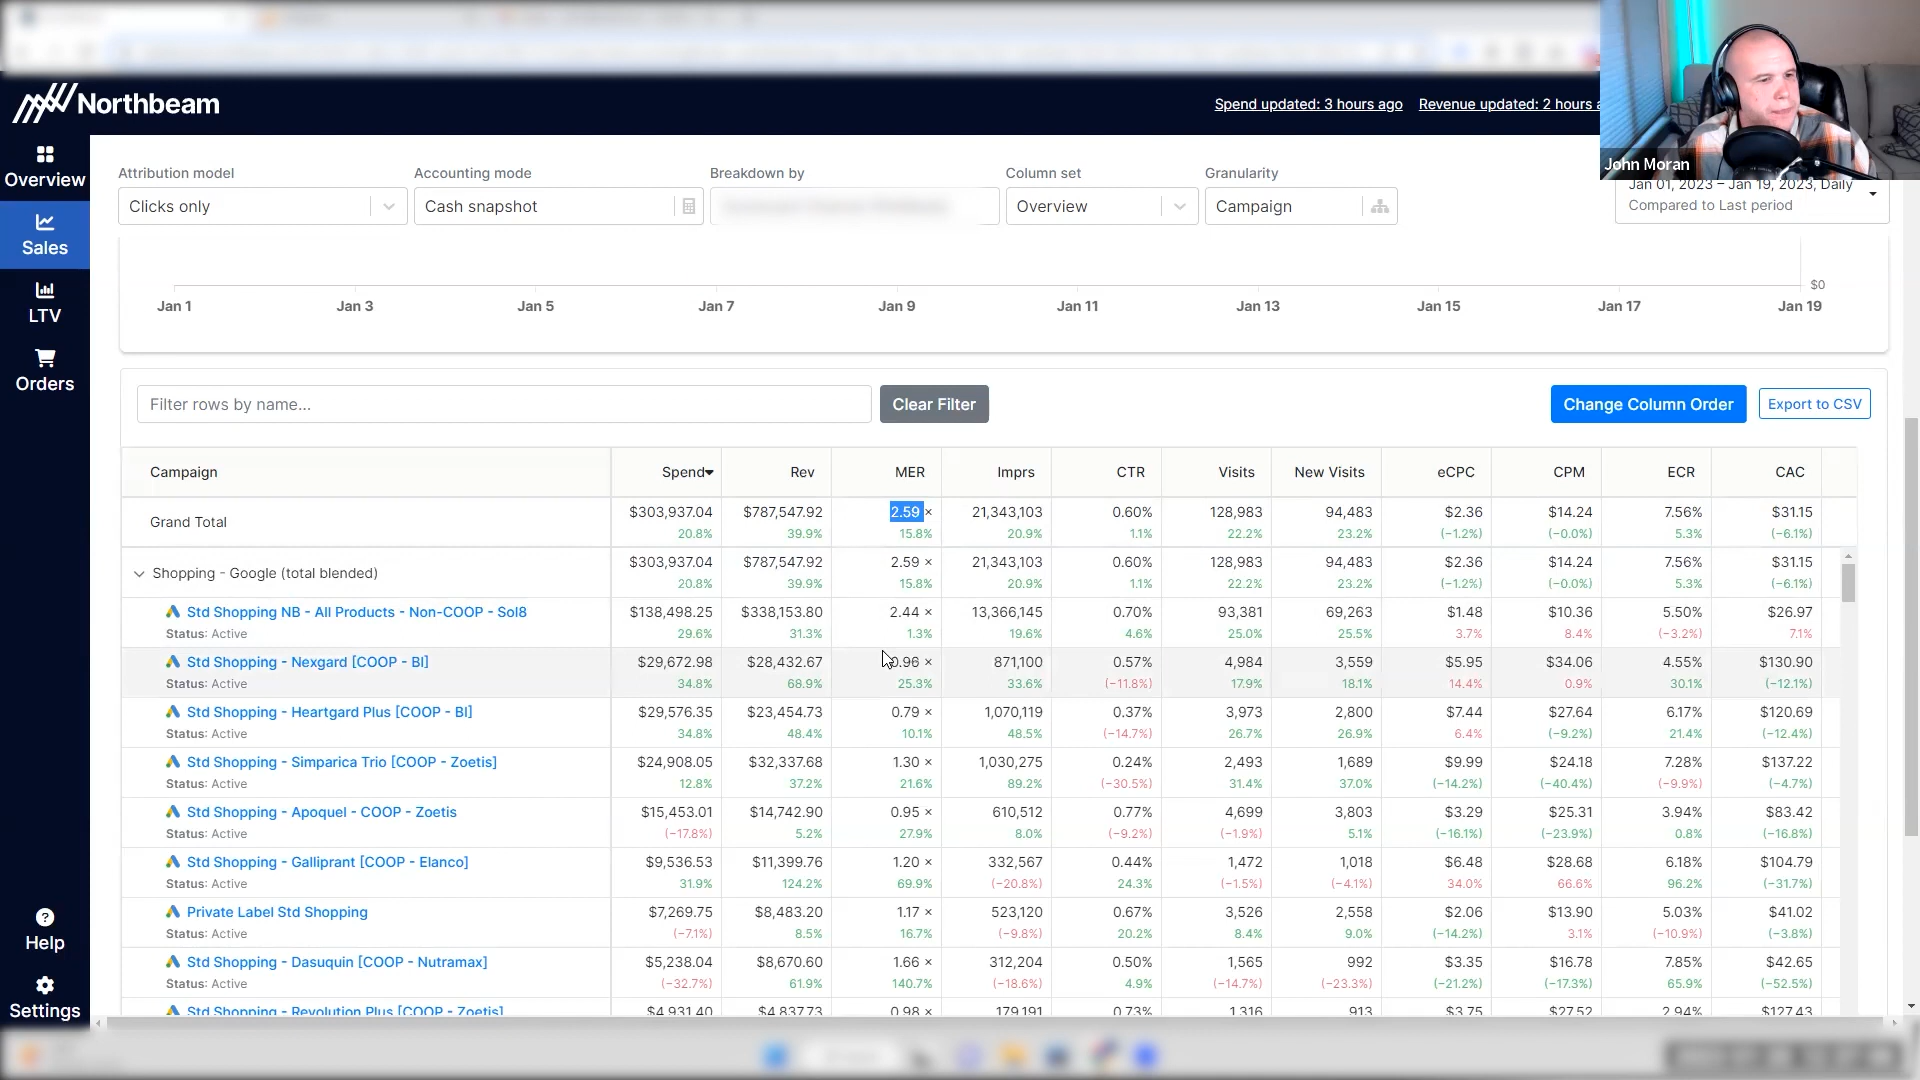 Northbeam
Spend updated: 3 hours ago
Revenue updated: 2 hours a
John Moran
Overview
Sales
LTV
Orders
Help
Settings
Attribution model
Accounting mode
Breakdown by
Column set
Granularity
Clicks only
Cash snapshot
Overview
Campaign
Jan 01, 2023 – Jan 19, 2023, Daily
Compared to Last period
$0
Jan 1 Jan 3 Jan 5 Jan 7 Jan 9 Jan 11 Jan 13 Jan 15 Jan 17 Jan 19
Filter rows by name...
Clear Filter
Change Column Order
Export to CSV
Campaign Spend Rev MER Imprs CTR Visits New Visits eCPC CPM ECR CAC
Grand Total $303,937.04 $787,547.92 2.59 × 21,343,103 0.60% 128,983 94,483 $2.36 $14.24 7.56% $31.15
20.8% 39.9% 15.8% 20.9% 1.1% 22.2% 23.2% (−1.2%) (−0.0%) 5.3% (−6.1%)
Shopping - Google (total blended) $303,937.04 $787,547.92 2.59 × 21,343,103 0.60% 128,983 94,483 $2.36 $14.24 7.56% $31.15
20.8% 39.9% 15.8% 20.9% 1.1% 22.2% 23.2% (−1.2%) (−0.0%) 5.3% (−6.1%)
Std Shopping NB - All Products - Non-COOP - Sol8 $138,498.25 $338,153.80 2.44 × 13,366,145 0.70% 93,381 69,263 $1.48 $10.36 5.50% $26.97
Status: Active 29.6% 31.3% 1.3% 19.6% 4.6% 25.0% 25.5% 3.7% 8.4% (−3.2%) 7.1%
Std Shopping - Nexgard [COOP - BI] $29,672.98 $28,432.67 0.96 × 871,100 0.57% 4,984 3,559 $5.95 $34.06 4.55% $130.90
Status: Active 34.8% 68.9% 25.3% 33.6% (−11.8%) 17.9% 18.1% 14.4% 0.9% 30.1% (−12.1%)
Std Shopping - Heartgard Plus [COOP - BI] $29,576.35 $23,454.73 0.79 × 1,070,119 0.37% 3,973 2,800 $7.44 $27.64 6.17% $120.69
Status: Active 34.8% 48.4% 10.1% 48.5% (−14.7%) 26.7% 26.9% 6.4% (−9.2%) 21.4% (−12.4%)
Std Shopping - Simparica Trio [COOP - Zoetis] $24,908.05 $32,337.68 1.30 × 1,030,275 0.24% 2,493 1,689 $9.99 $24.18 7.28% $137.22
Status: Active 12.8% 37.2% 21.6% 89.2% (−30.5%) 31.4% 37.0% (−14.2%) (−40.4%) (−9.9%) (−4.7%)
Std Shopping - Apoquel - COOP - Zoetis $15,453.01 $14,742.90 0.95 × 610,512 0.77% 4,699 3,803 $3.29 $25.31 3.94% $83.42
Status: Active (−17.8%) 5.2% 27.9% 8.0% (−9.2%) (−1.9%) 5.1% (−16.1%) (−23.9%) 0.8% (−16.8%)
Std Shopping - Galliprant [COOP - Elanco] $9,536.53 $11,399.76 1.20 × 332,567 0.44% 1,472 1,018 $6.48 $28.68 6.18% $104.79
Status: Active 31.9% 124.2% 69.9% (−20.8%) 24.3% (−1.5%) (−4.1%) 34.0% 66.6% 96.2% (−31.7%)
Private Label Std Shopping $7,269.75 $8,483.20 1.17 × 523,120 0.67% 3,526 2,558 $2.06 $13.90 5.03% $41.02
Status: Active (−7.1%) 8.5% 16.7% (−9.8%) 20.2% 8.4% 9.0% (−14.2%) 3.1% (−10.9%) (−3.8%)
Std Shopping - Dasuquin [COOP - Nutramax] $5,238.04 $8,670.60 1.66 × 312,204 0.50% 1,565 992 $3.35 $16.78 7.85% $42.65
Status: Active (−32.7%) 61.9% 140.7% (−18.6%) 4.9% (−14.7%) (−23.3%) (−21.2%) (−17.3%) 65.9% (−52.5%)
Std Shopping - Revolution Plus [COOP - Zoetis] $4,931.40 $4,837.73 0.98 × 179,191 0.73% 1,316 913 $3.75 $27.52 2.94% $127.43